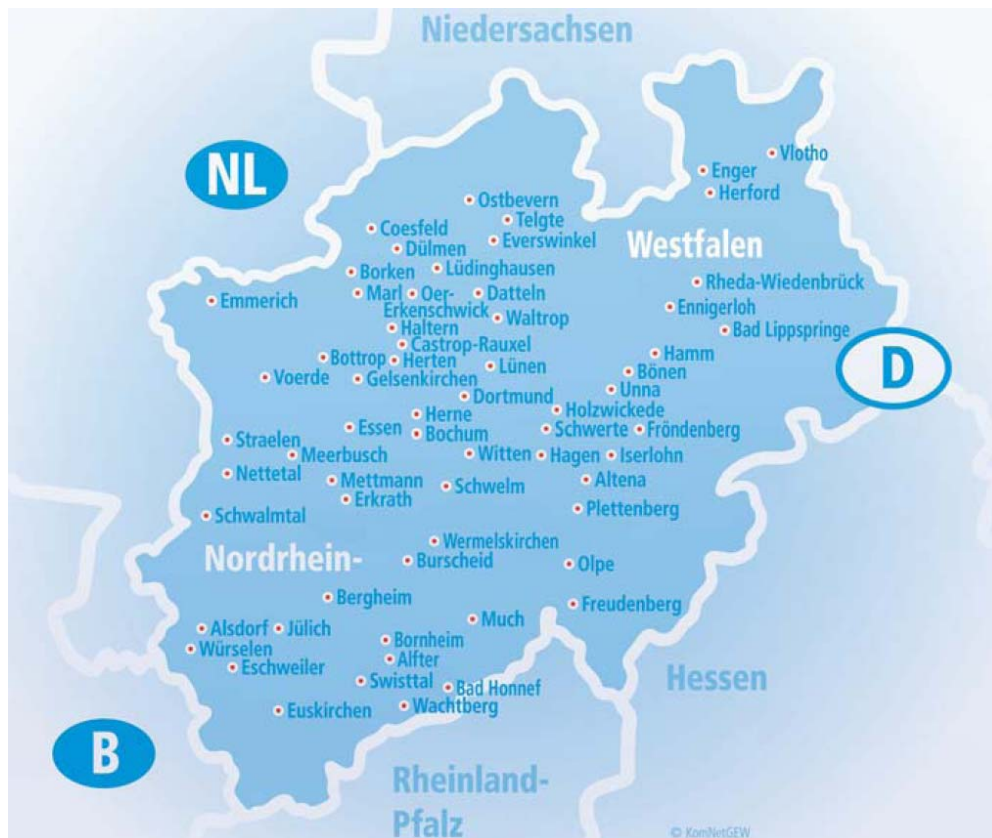 Niedersachsen
NL
Vlotho
Enger
Herford
Ostbevern
Telgte
Coesfeld
Everswinkel
Westfalen
Dülmen
Borken
Lüdinghausen
Rheda-Wiedenbrück
Emmerich
Marl
Oer-
Erkenschwick
Datteln
Ennigerloh
Waltrop
Haltern
Bad Lippspringe
Castrop-Rauxel
Hamm
Bottrop
Herten
Lünen
Bönen
D
Voerde
Gelsenkirchen
Unna
Dortmund
Herne
Holzwickede
Essen
Bochum
Schwerte
Fröndenberg
Straelen
Meerbusch
Witten
Hagen
Iserlohn
Nettetal
Mettmann
Schwelm
Altena
Erkrath
Plettenberg
Schwalmtal
Wermelskirchen
Nordrhein-
Burscheid
Olpe
Bergheim
Freudenberg
Much
Alsdorf
Jülich
Bornheim
Würselen
Alfter
Eschweiler
Swisttal
Bad Honnef
Hessen
Euskirchen
Wachtberg
B
Rheinland-
Pfalz
© KomNetGEW